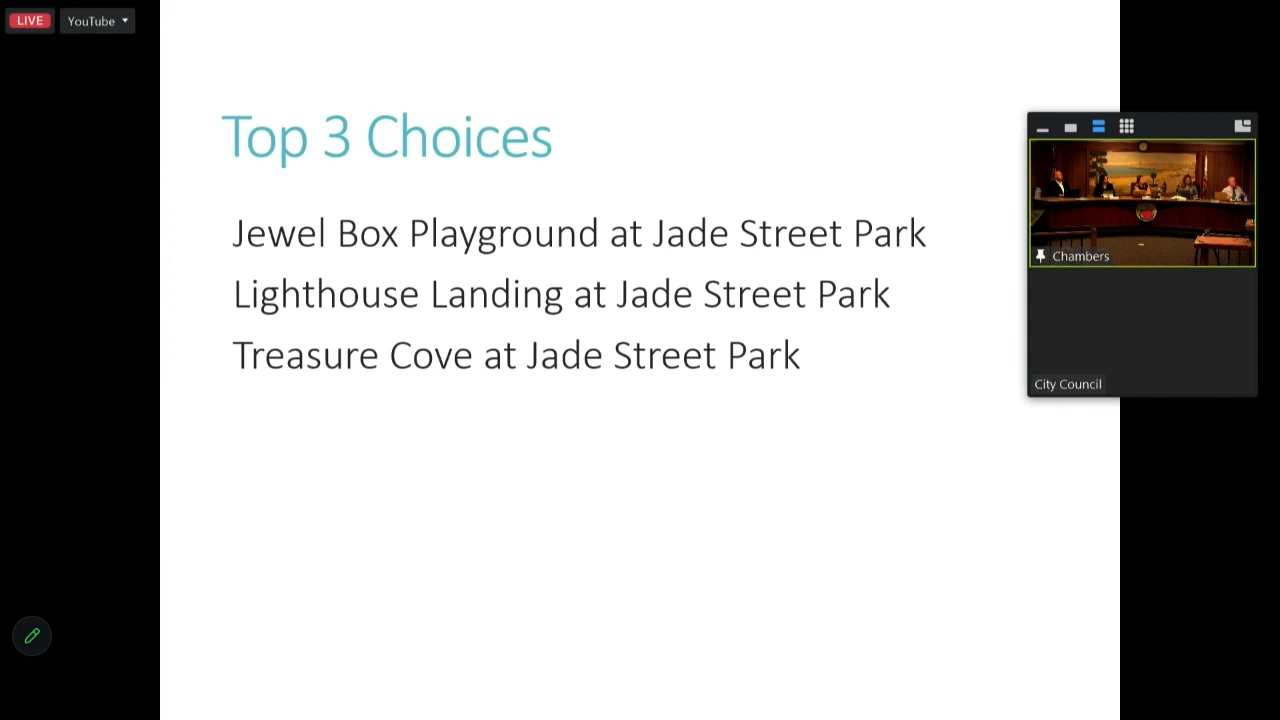 LIVE
YouTube
Top 3 Choices
Jewel Box Playground at Jade Street Park
Lighthouse Landing at Jade Street Park
Treasure Cove at Jade Street Park
Chambers
City Council